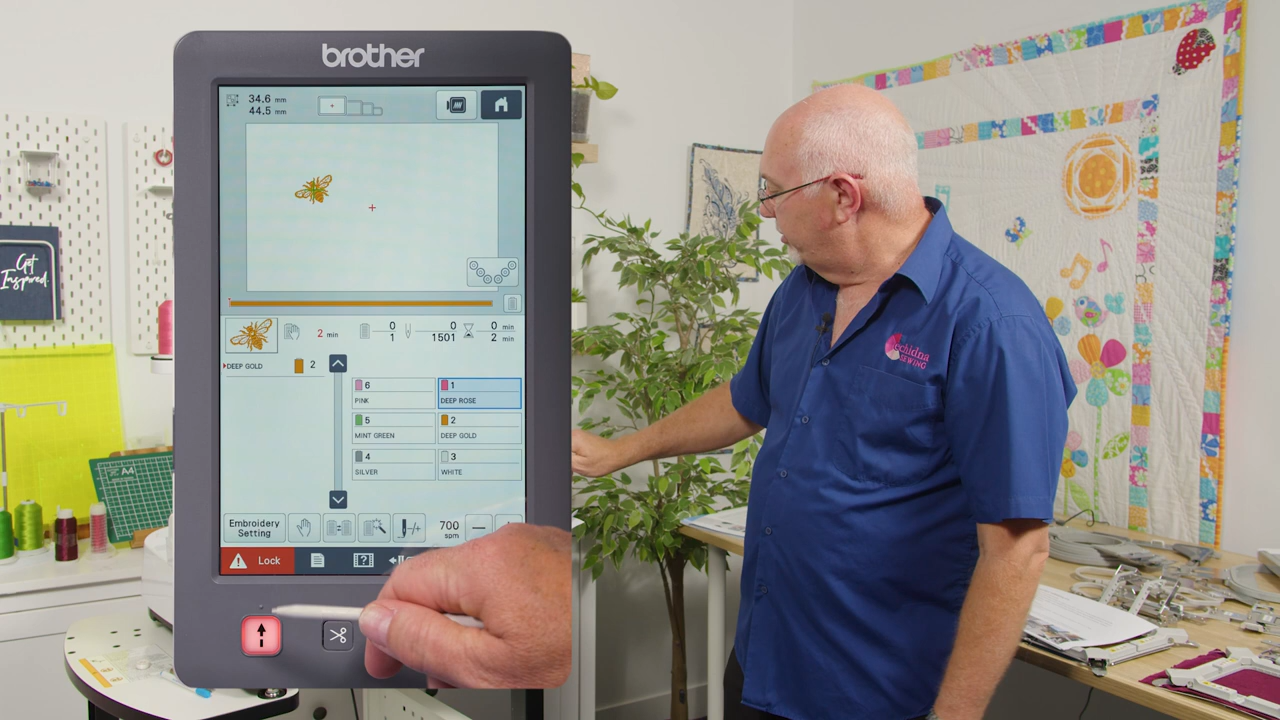 brother
34.6 mm
44.5 mm
2 min
0
1
0
1501
0 min
2 min
DEEP GOLD 2
6
PINK
1
DEEP ROSE
5
MINT GREEN
2
DEEP GOLD
4
SILVER
3
WHITE
Embroidery
Setting
700
spm
Lock
Get
Inspired.
A4
SEWING